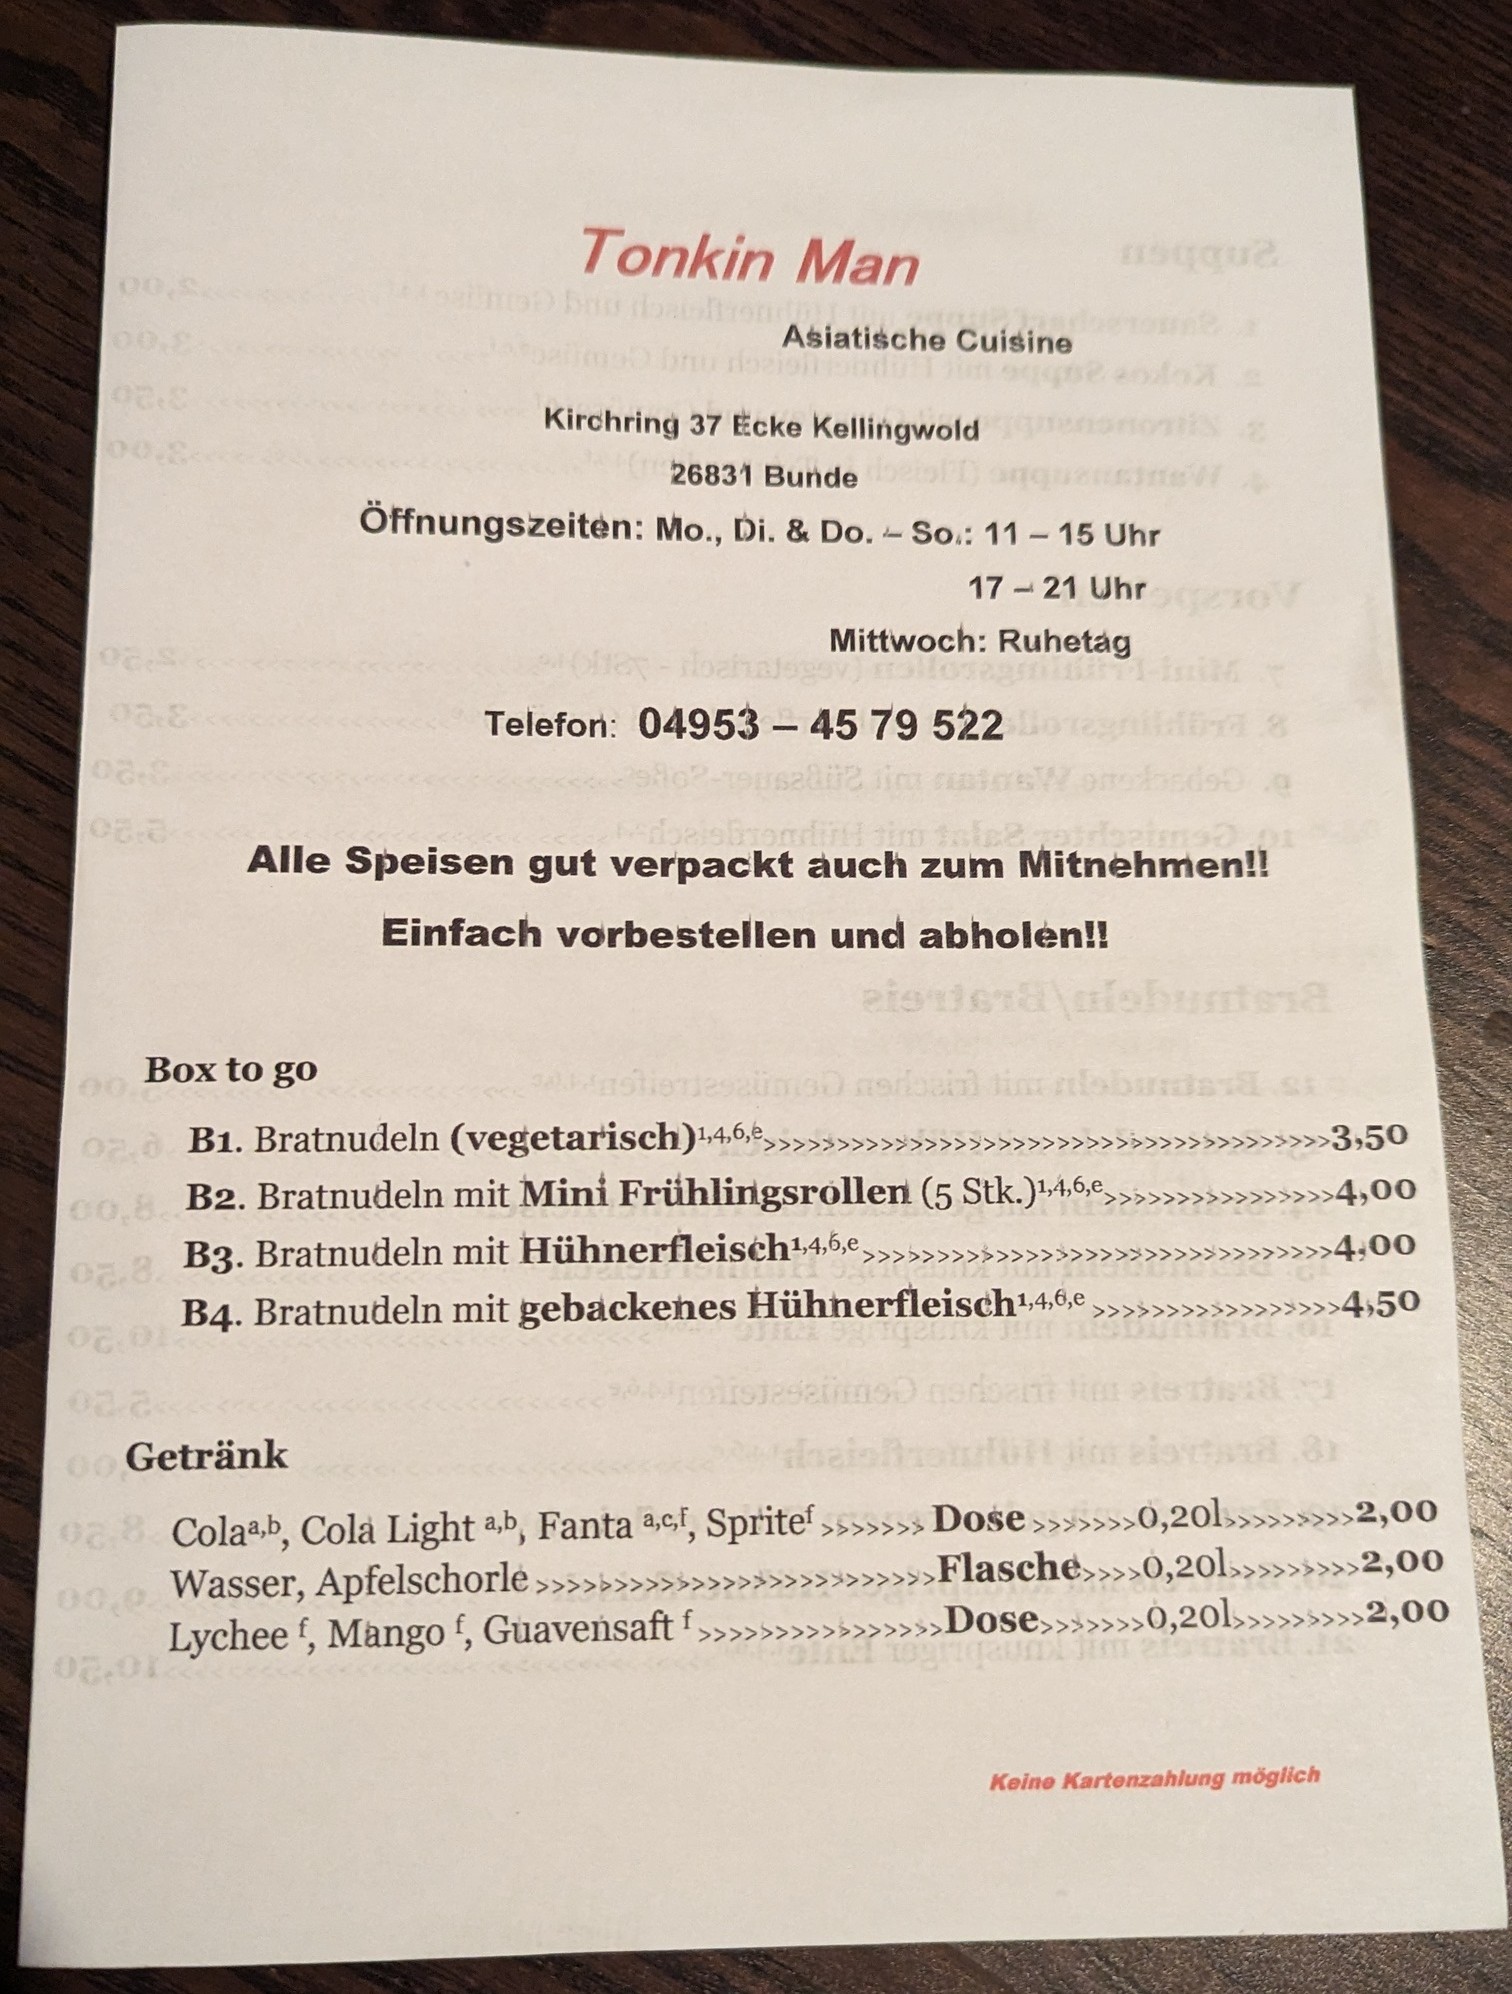 Tonkin Man
Asiatische Cuisine
Kirchring 37 Ecke Kellingwold
26831 Bunde
Öffnungszeiten: Mo., Di. & Do. – So.: 11 – 15 Uhr
17 – 21 Uhr
Mittwoch: Ruhetag
Telefon: 04953 – 45 79 522
Alle Speisen gut verpackt auch zum Mitnehmen!!
Einfach vorbestellen und abholen!!
Box to go
B1. Bratnudeln (vegetarisch)1,4,6,e>>>>>>>>>>>>>>>>>>>>>>>>>>>>>>>>>>>>>>3,50
B2. Bratnudeln mit Mini Frühlingsrollen (5 Stk.)1,4,6,e>>>>>>>>>>>>>>>>>>4,00
B3. Bratnudeln mit Hühnerfleisch1,4,6,e>>>>>>>>>>>>>>>>>>>>>>>>>>>>>>>4,00
B4. Bratnudeln mit gebackenes Hühnerfleisch1,4,6,e >>>>>>>>>>>>>>>>>4,50
Getränk
Colaa,b, Cola Light a,b, Fanta a,c,f, Spritef >>>>>>> Dose >>>>>>>0,20l>>>>>>>>>2,00
Wasser, Apfelschorle >>>>>>>>>>>>>>>>>>>>>>>>>>Flasche>>>>0,20l>>>>>>>>>2,00
Lychee f, Mango f, Guavensaft f >>>>>>>>>>>>>>>>Dose>>>>>>>0,20l>>>>>>>>>2,00
Keine Kartenzahlung möglich